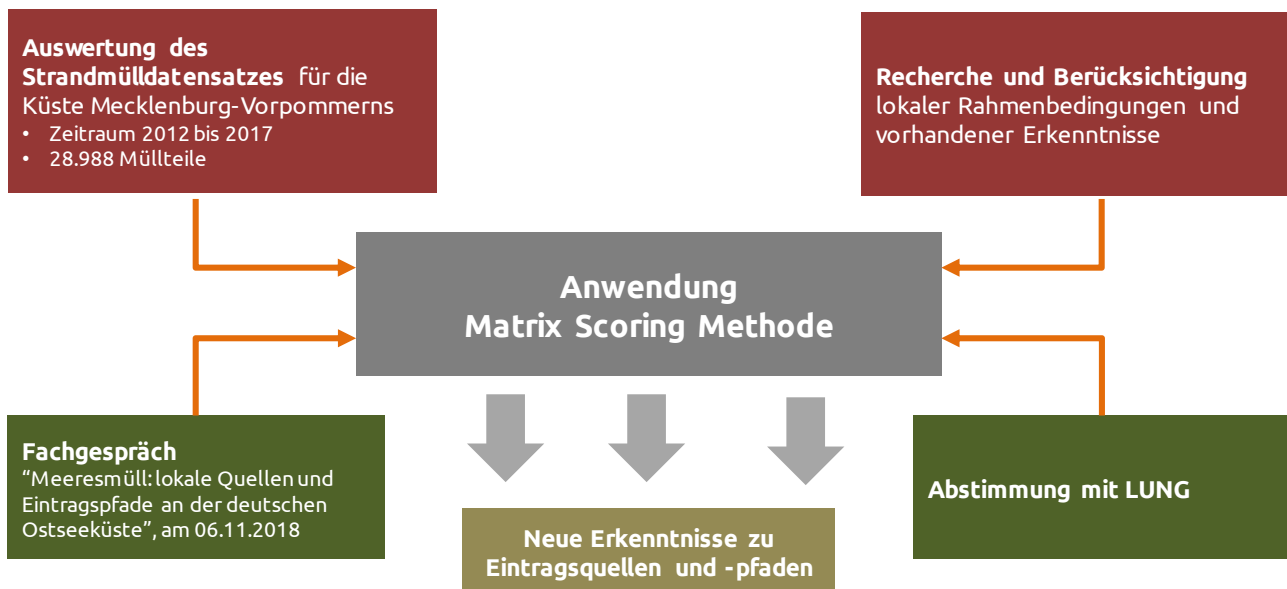 Auswertung des
Strandmülldatensatzes für die
Küste Mecklenburg-Vorpommerns
• Zeitraum 2012 bis 2017
• 28.988 Müllteile
Recherche und Berücksichtigung
lokaler Rahmenbedingungen und
vorhandener Erkenntnisse
Anwendung
Matrix Scoring Methode
Fachgespräch
“Meeresmüll: lokale Quellen und
Eintragspfade an der deutschen
Ostseeküste”, am 06.11.2018
Abstimmung mit LUNG
Neue Erkenntnisse zu
Eintragsquellen und -pfaden